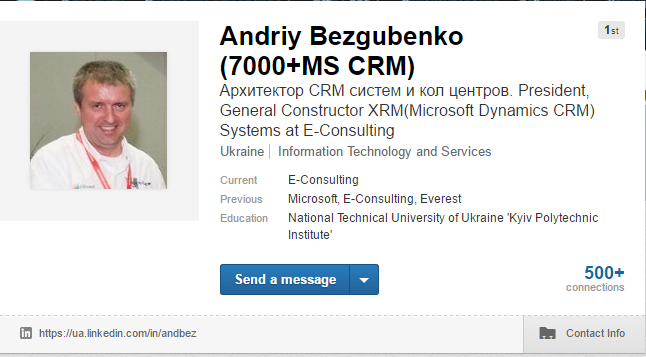 Andriy Bezgubenko
1st
(7000+MS CRM)
Архитектор CRM систем и кол центров. President,
General Constructor XRM(Microsoft Dynamics CRM)
Systems at E-Consulting
Ukraine | Information Technology and Services
Current E-Consulting
Previous Microsoft, E-Consulting, Everest
Education National Technical University of Ukraine 'Kyiv Polytechnic
Institute'
Send a message
500+
connections
in https://ua.linkedin.com/in/andbez
Contact Info